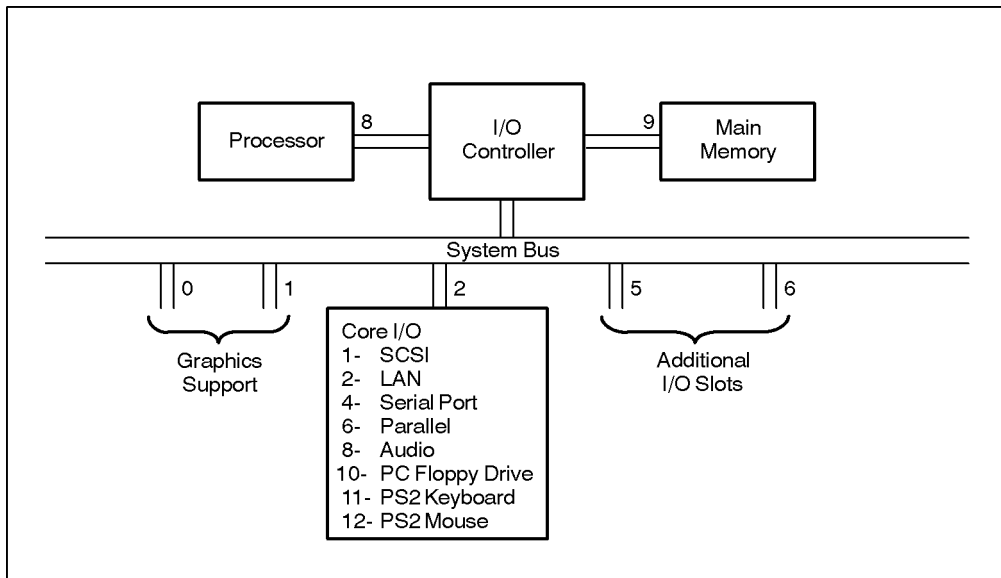 Processor
8
I/O
Controller
9
Main
Memory
System Bus
0
1
2
5
6
Graphics
Support
Core I/O
1- SCSI
2- LAN
4- Serial Port
6- Parallel
8- Audio
10- PC Floppy Drive
11- PS2 Keyboard
12- PS2 Mouse
Additional
I/O Slots